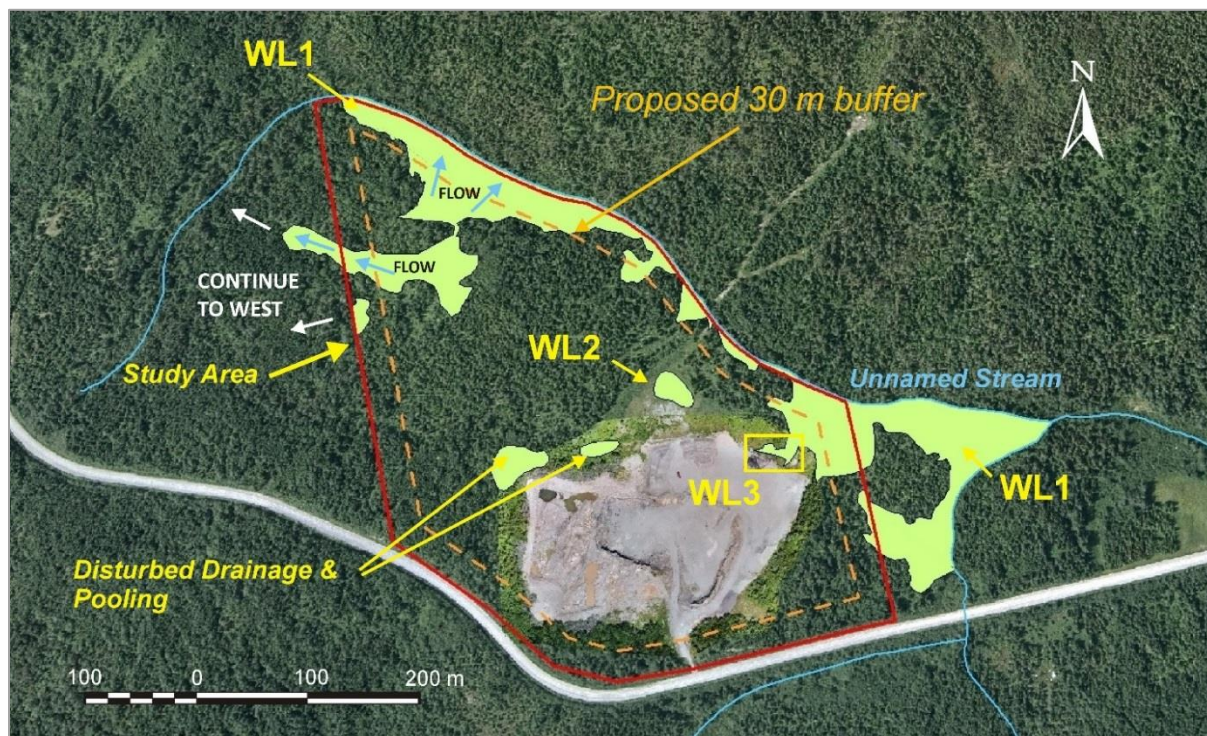 WL1
Proposed 30 m buffer
N
FLOW
FLOW
CONTINUE
TO WEST
Study Area
WL2
Unnamed Stream
WL3
WL1
Disturbed Drainage &
Pooling
100 0 100 200 m